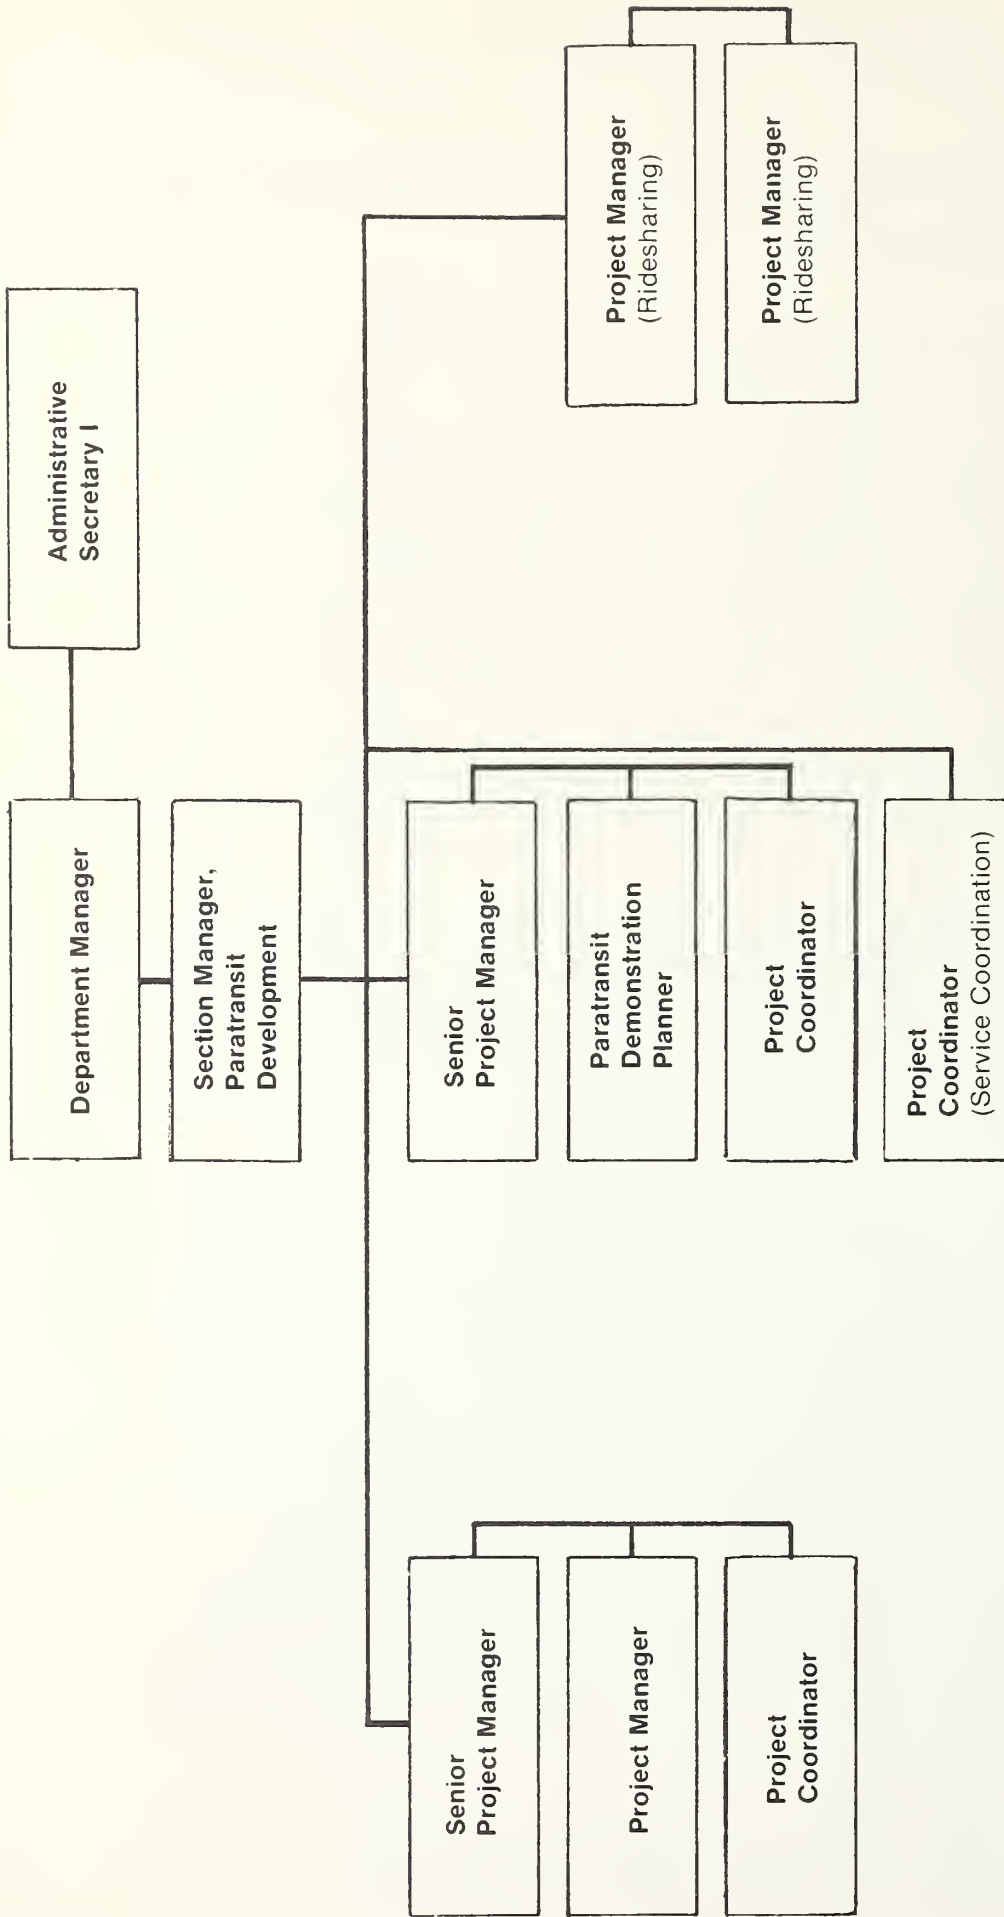 Department Manager
Administrative
Secretary I
Section Manager,
Paratransit
Development
Senior
Project Manager
Project Manager
Project
Coordinator
Senior
Project Manager
Paratransit
Demonstration
Planner
Project
Coordinator
Project
Coordinator
(Service Coordination)
Project Manager
(Ridesharing)
Project Manager
(Ridesharing)